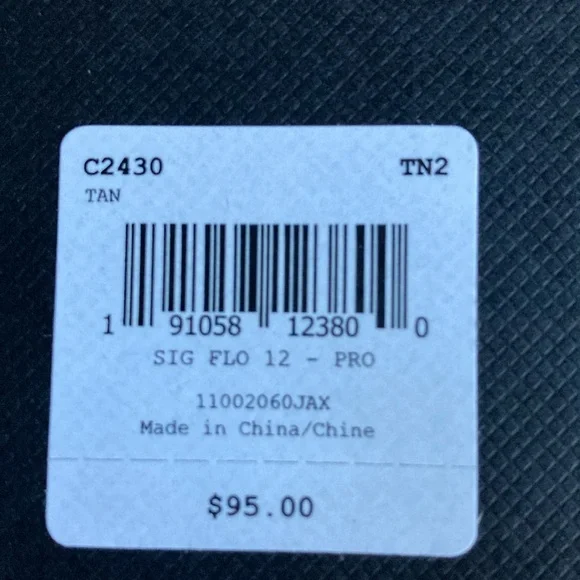 C2430 TN2
TAN
1 91058 12380 0
SIG FLO 12 - PRO
11002060JAX
Made in China/Chine
$95.00